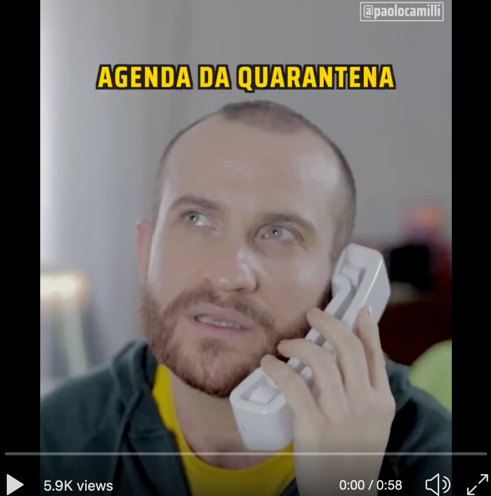 @paolocamilli
AGENDA DA QUARANTENA
5.9K views
0:00 / 0:58